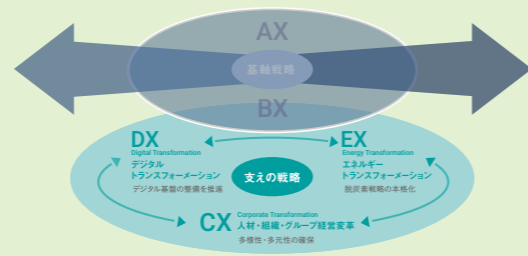 AX
基軸戦略
BX
DX
Digital Transformation
デジタル
トランスフォーメーション
デジタル基盤の整備を推進
EX
Energy Transformation
エネルギー
トランスフォーメーション
脱炭素戦略の本格化
支えの戦略
CX Corporate Transformation
人材・組織・グループ経営変革
多様性・多元性の確保